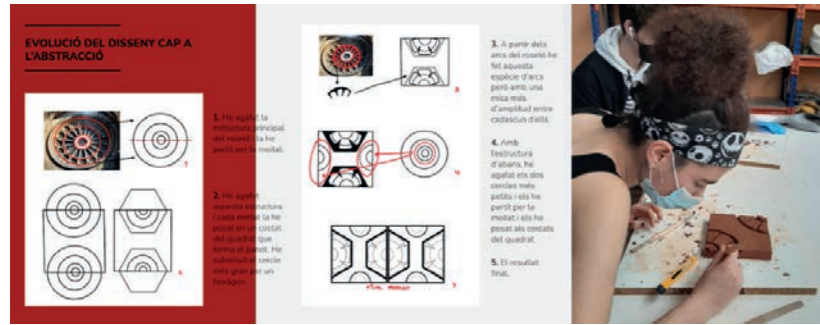 EVOLUCIÓ DEL DISSENY CAP A
L'ABSTRACCIÓ
1. He agafat la
estructura principal
del rosetó i la he
partit per la meitat.
2. He agafat
aquesta estructura
i cada meitat la he
posat en un costat
del quadrat que
forma el panot. He
substituït el cercle
més gran per un
hexàgon.
3. A partir dels
arcs del rosetó he
fet aquesta
espècie d'arcs
però amb una
mica més
d'amplitud entre
cadascun d'ells.
4. Amb
l'estructura
d'abans, he
agafat els dos
cercles més
petits i els he
partit per la
meitat i els he
posat als costats
del quadrat.
5. El resultat
final.
1
2
3
4
5